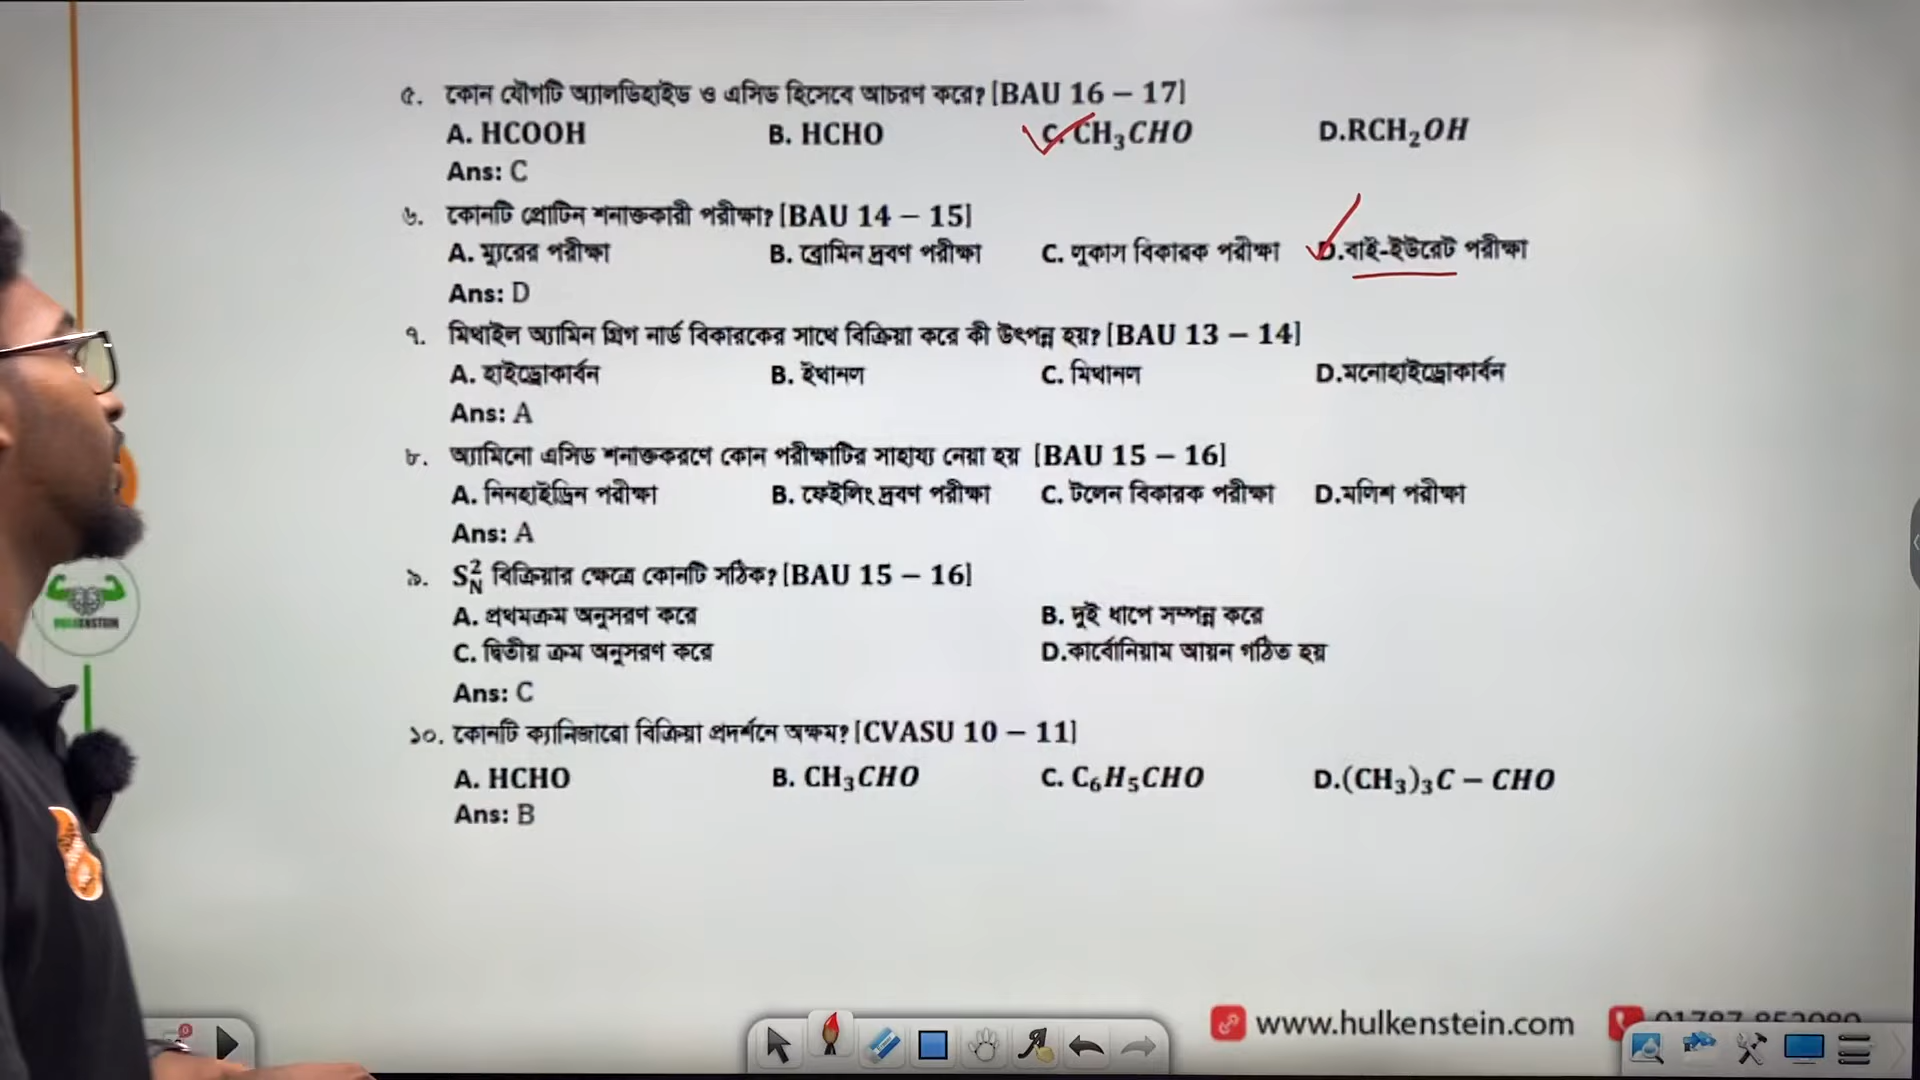 ৫. কোন যৌগটি অ্যালডিহাইড ও এসিড হিসেবে আচরণ করে? [BAU 16 – 17]
A. HCOOH B. HCHO C. CH₃CHO D.RCH₂OH
Ans: C
৬. কোনটি প্রোটিন শনাক্তকারী পরীক্ষা? [BAU 14 – 15]
A. মুরের পরীক্ষা B. ব্রোমিন দ্রবণ পরীক্ষা C. লুকাস বিকারক পরীক্ষা D.বাই-ইউরেট পরীক্ষা
Ans: D
৭. মিথাইল অ্যামিন গ্রিগ নার্ড বিকারকের সাথে বিক্রিয়া করে কী উৎপন্ন হয়? [BAU 13 – 14]
A. হাইড্রোকার্বন B. ইথানল C. মিথানল D.মনোহাইড্রোকার্বন
Ans: A
৮. অ্যামিনো এসিড শনাক্তকরণে কোন পরীক্ষাটির সাহায্য নেয়া হয় [BAU 15 – 16]
A. নিনহাইড্রিন পরীক্ষা B. ফেহলিং দ্রবণ পরীক্ষা C. টলেন বিকারক পরীক্ষা D.মলিশ পরীক্ষা
Ans: A
৯. S²_N বিক্রিয়ার ক্ষেত্রে কোনটি সঠিক? [BAU 15 – 16]
A. প্রথমক্রম অনুসরণ করে B. দুই ধাপে সম্পন্ন করে
C. দ্বিতীয় ক্রম অনুসরণ করে D.কার্বোনিয়াম আয়ন গঠিত হয়
Ans: C
১০. কোনটি ক্যানিজারো বিক্রিয়া প্রদর্শনে অক্ষম? [CVASU 10 – 11]
A. HCHO B. CH₃CHO C. C₆H₅CHO D.(CH₃)₃C – CHO
Ans: B
HULKENSTEIN
www.hulkenstein.com